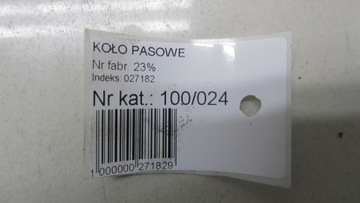 KOŁO PASOWE
Nr fabr. 23%
Indeks: 027182
Nr kat.: 100/024
1 000000 271829